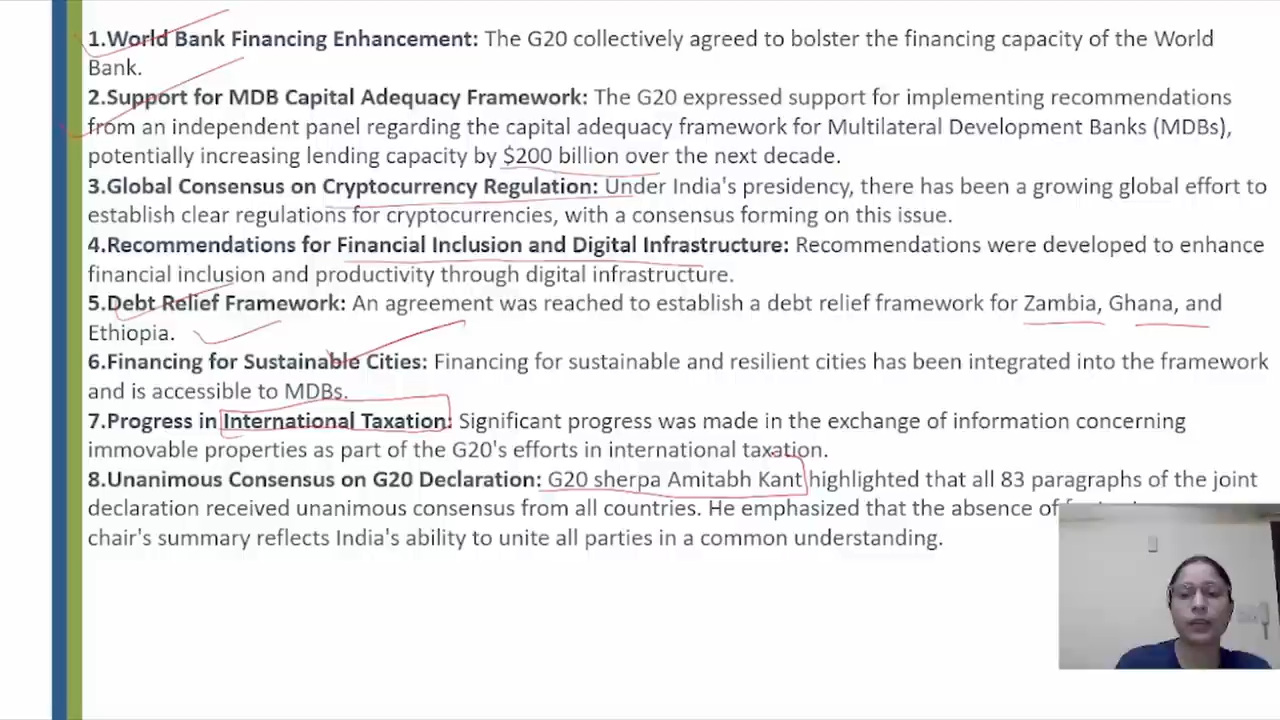 1.World Bank Financing Enhancement: The G20 collectively agreed to bolster the financing capacity of the World
Bank.
2.Support for MDB Capital Adequacy Framework: The G20 expressed support for implementing recommendations
from an independent panel regarding the capital adequacy framework for Multilateral Development Banks (MDBs),
potentially increasing lending capacity by $200 billion over the next decade.
3.Global Consensus on Cryptocurrency Regulation: Under India's presidency, there has been a growing global effort to
establish clear regulations for cryptocurrencies, with a consensus forming on this issue.
4.Recommendations for Financial Inclusion and Digital Infrastructure: Recommendations were developed to enhance
financial inclusion and productivity through digital infrastructure.
5.Debt Relief Framework: An agreement was reached to establish a debt relief framework for Zambia, Ghana, and
Ethiopia.
6.Financing for Sustainable Cities: Financing for sustainable and resilient cities has been integrated into the framework
and is accessible to MDBs.
7.Progress in International Taxation: Significant progress was made in the exchange of information concerning
immovable properties as part of the G20's efforts in international taxation.
8.Unanimous Consensus on G20 Declaration: G20 sherpa Amitabh Kant highlighted that all 83 paragraphs of the joint
declaration received unanimous consensus from all countries. He emphasized that the absence of
chair's summary reflects India's ability to unite all parties in a common understanding.